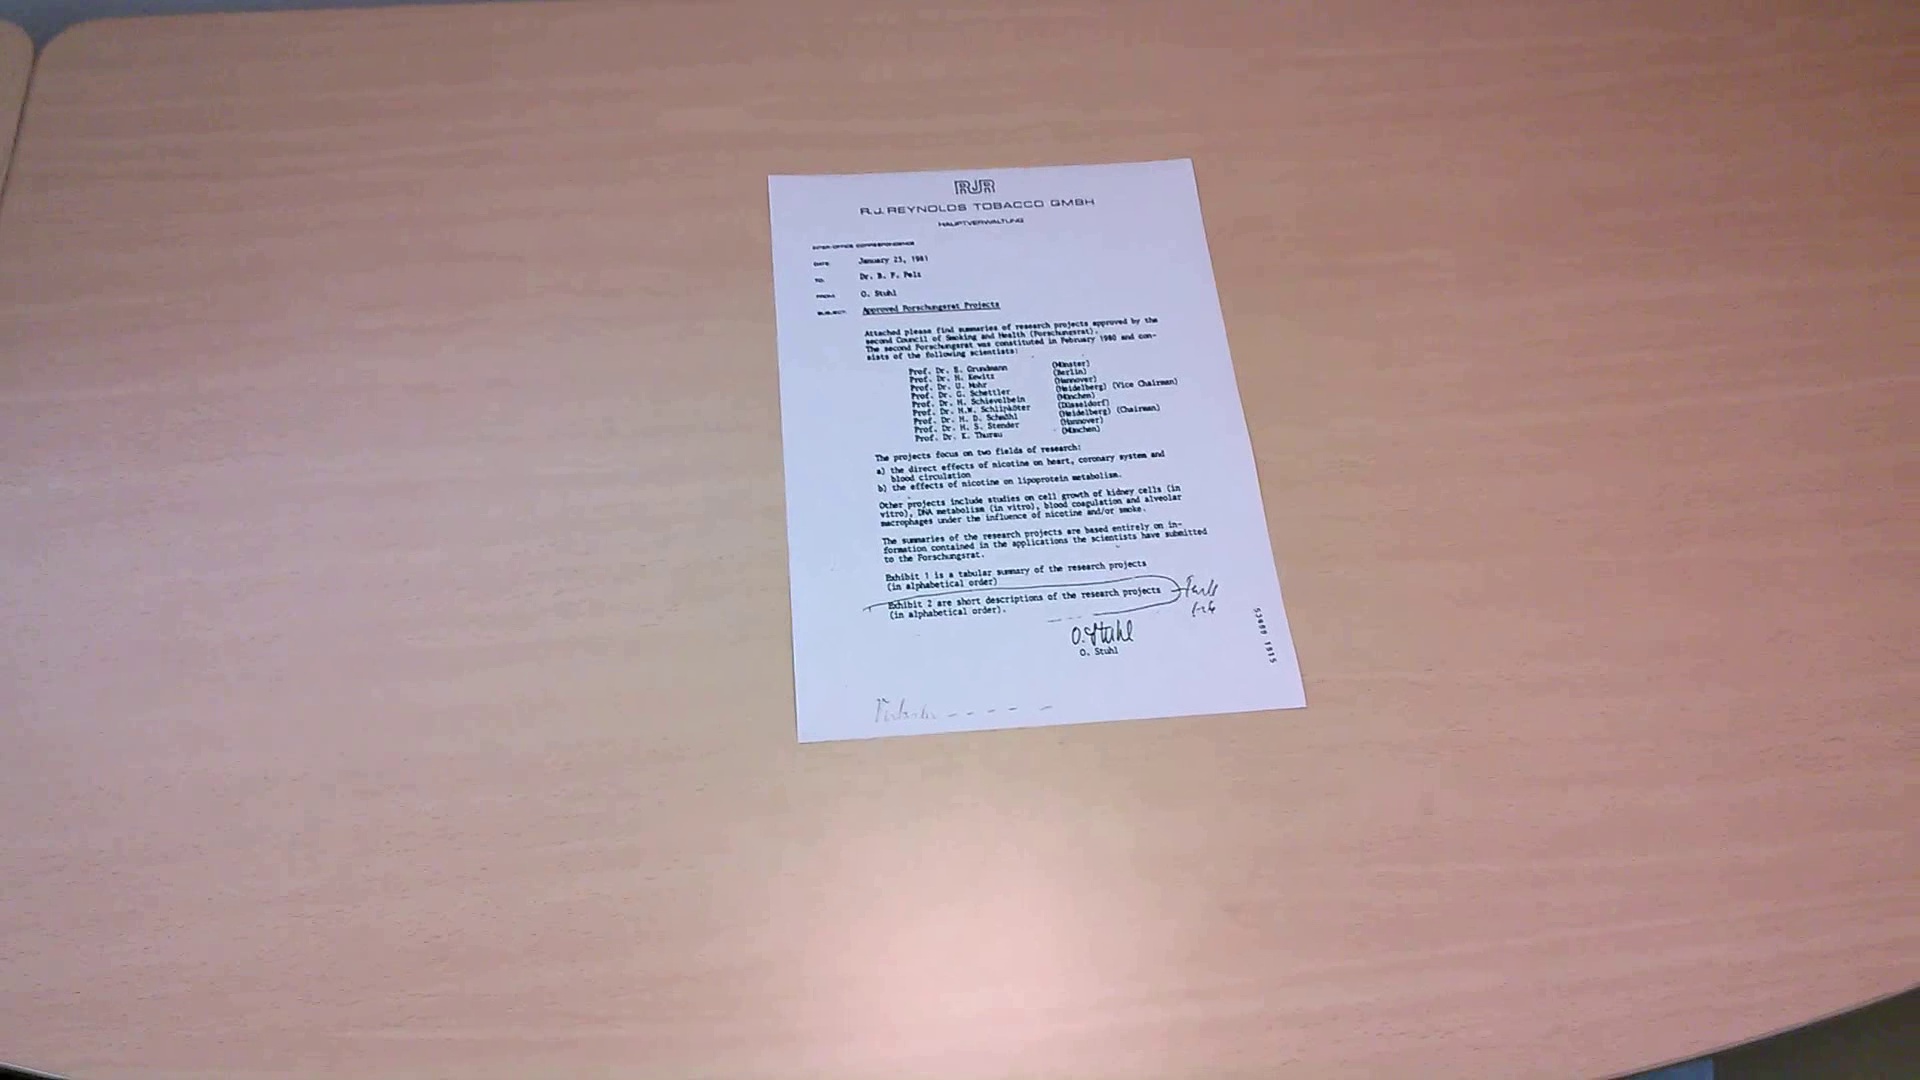 RJR
R.J. REYNOLDS TOBACCO GMBH
HAUPTVERWALTUNG
INTER-OFFICE CORRESPONDENCE
DATE: January 23, 1981
TO: Dr. B. F. Pelz
FROM: O. Stuhl
SUBJECT: Approved Forschungsrat Projects
Attached please find summaries of research projects approved by the
second Council of Smoking and Health (Forschungsrat).
The second Forschungsrat was constituted in February 1980 and con-
sists of the following scientists:
Prof. Dr. E. Grundmann (Münster)
Prof. Dr. H. Kewitz (Berlin)
Prof. Dr. U. Mohr (Hannover)
Prof. Dr. G. Schettler (Heidelberg) (Vice Chairman)
Prof. Dr. H. Schievelbein (München)
Prof. Dr. H.W. Schlipköter (Düsseldorf)
Prof. Dr. H. D. Schmähl (Heidelberg) (Chairman)
Prof. Dr. H. S. Stender (Hannover)
Prof. Dr. K. Thurau (München)
The projects focus on two fields of research:
a) the direct effects of nicotine on heart, coronary system and
blood circulation
b) the effects of nicotine on lipoprotein metabolism.
Other projects include studies on cell growth of kidney cells (in
vitro), DNA metabolism (in vitro), blood coagulation and alveolar
macrophages under the influence of nicotine and/or smoke.
The summaries of the research projects are based entirely on in-
formation contained in the applications the scientists have submitted
to the Forschungsrat.
Exhibit 1 is a tabular summary of the research projects
(in alphabetical order)
Exhibit 2 are short descriptions of the research projects
(in alphabetical order).
O. Stuhl
O. Stuhl